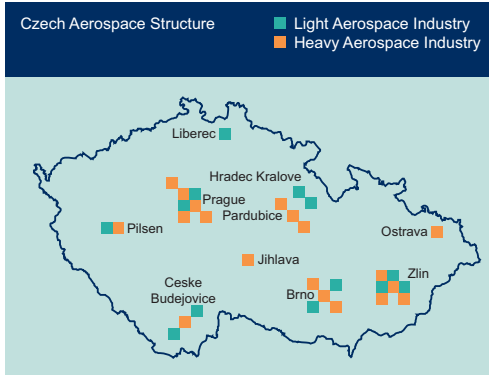 Czech Aerospace Structure
Light Aerospace Industry
Heavy Aerospace Industry
Liberec
Hradec Kralove
Prague
Pardubice
Pilsen
Ostrava
Jihlava
Zlin
Ceske
Budejovice
Brno